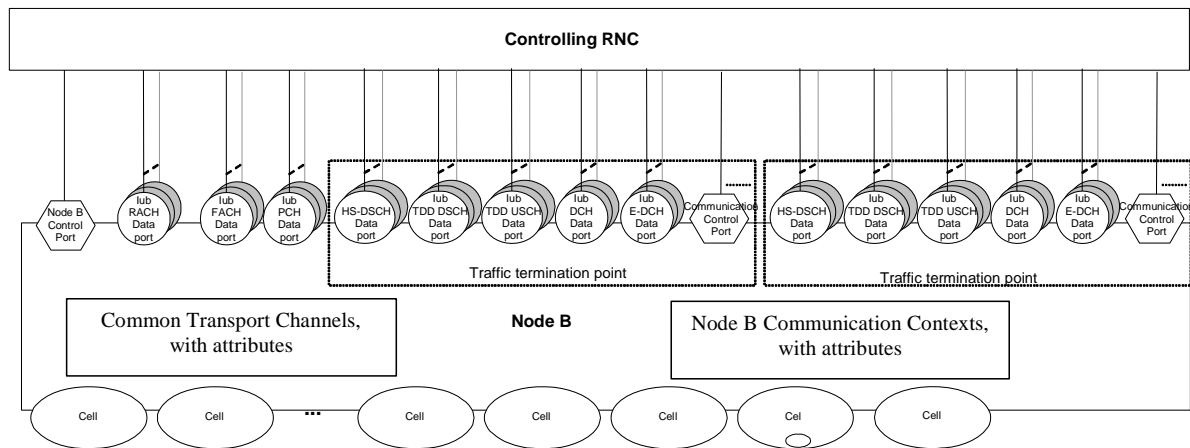 Controlling RNC
Node B
Control
Port
Iub
RACH
Data
port
Iub
FACH
Data
port
Iub
PCH
Data
port
HS-DSCH
Data
port
Iub
TDD DSCH
Data
port
Iub
TDD USCH
Data
port
Iub
DCH
Data
port
Iub
E-DCH
Data
port
Communication
Control
Port
HS-DSCH
Data
port
Iub
TDD DSCH
Data
port
Iub
TDD USCH
Data
port
Iub
DCH
Data
port
Iub
E-DCH
Data
port
Communication
Control
Port
Traffic termination point
Traffic termination point
Common Transport Channels,
with attributes
Node B
Node B Communication Contexts,
with attributes
Cell
Cell
...
Cell
Cell
Cell
Cel
Cell